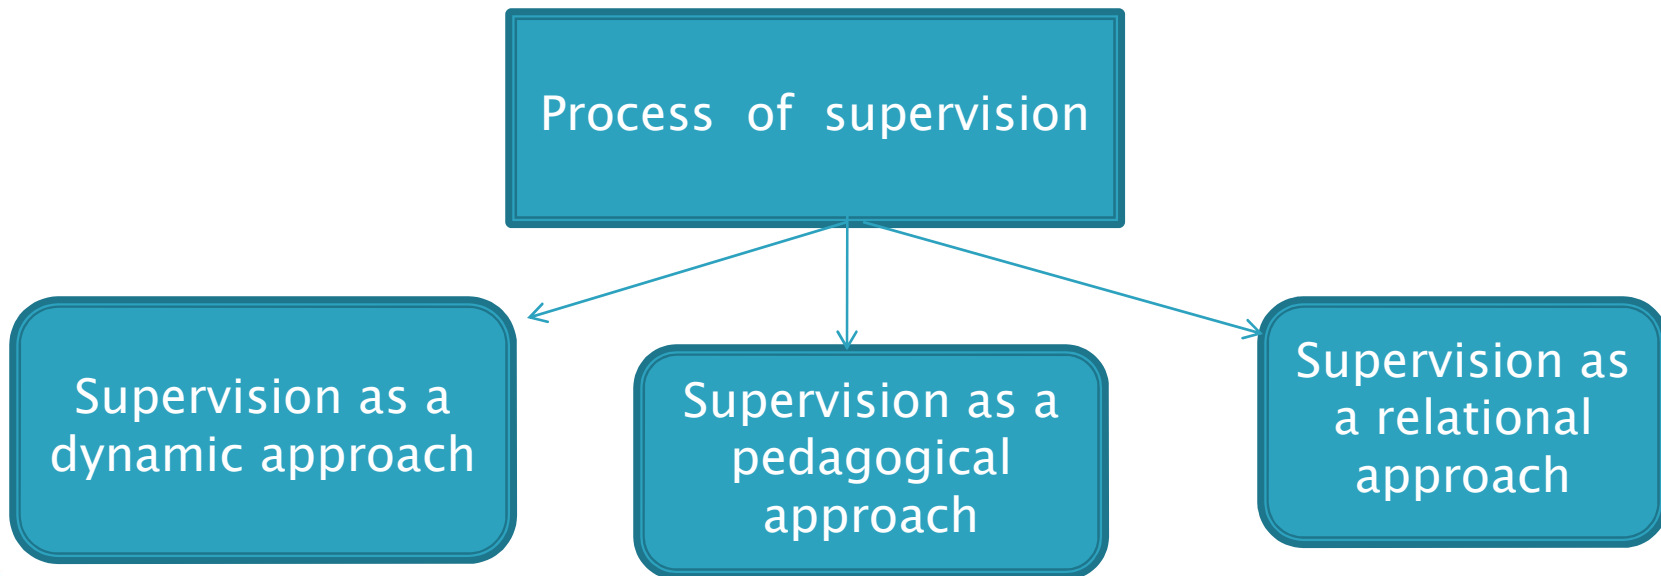 Process of supervision
Supervision as a
dynamic approach
Supervision as a
pedagogical
approach
Supervision as
a relational
approach